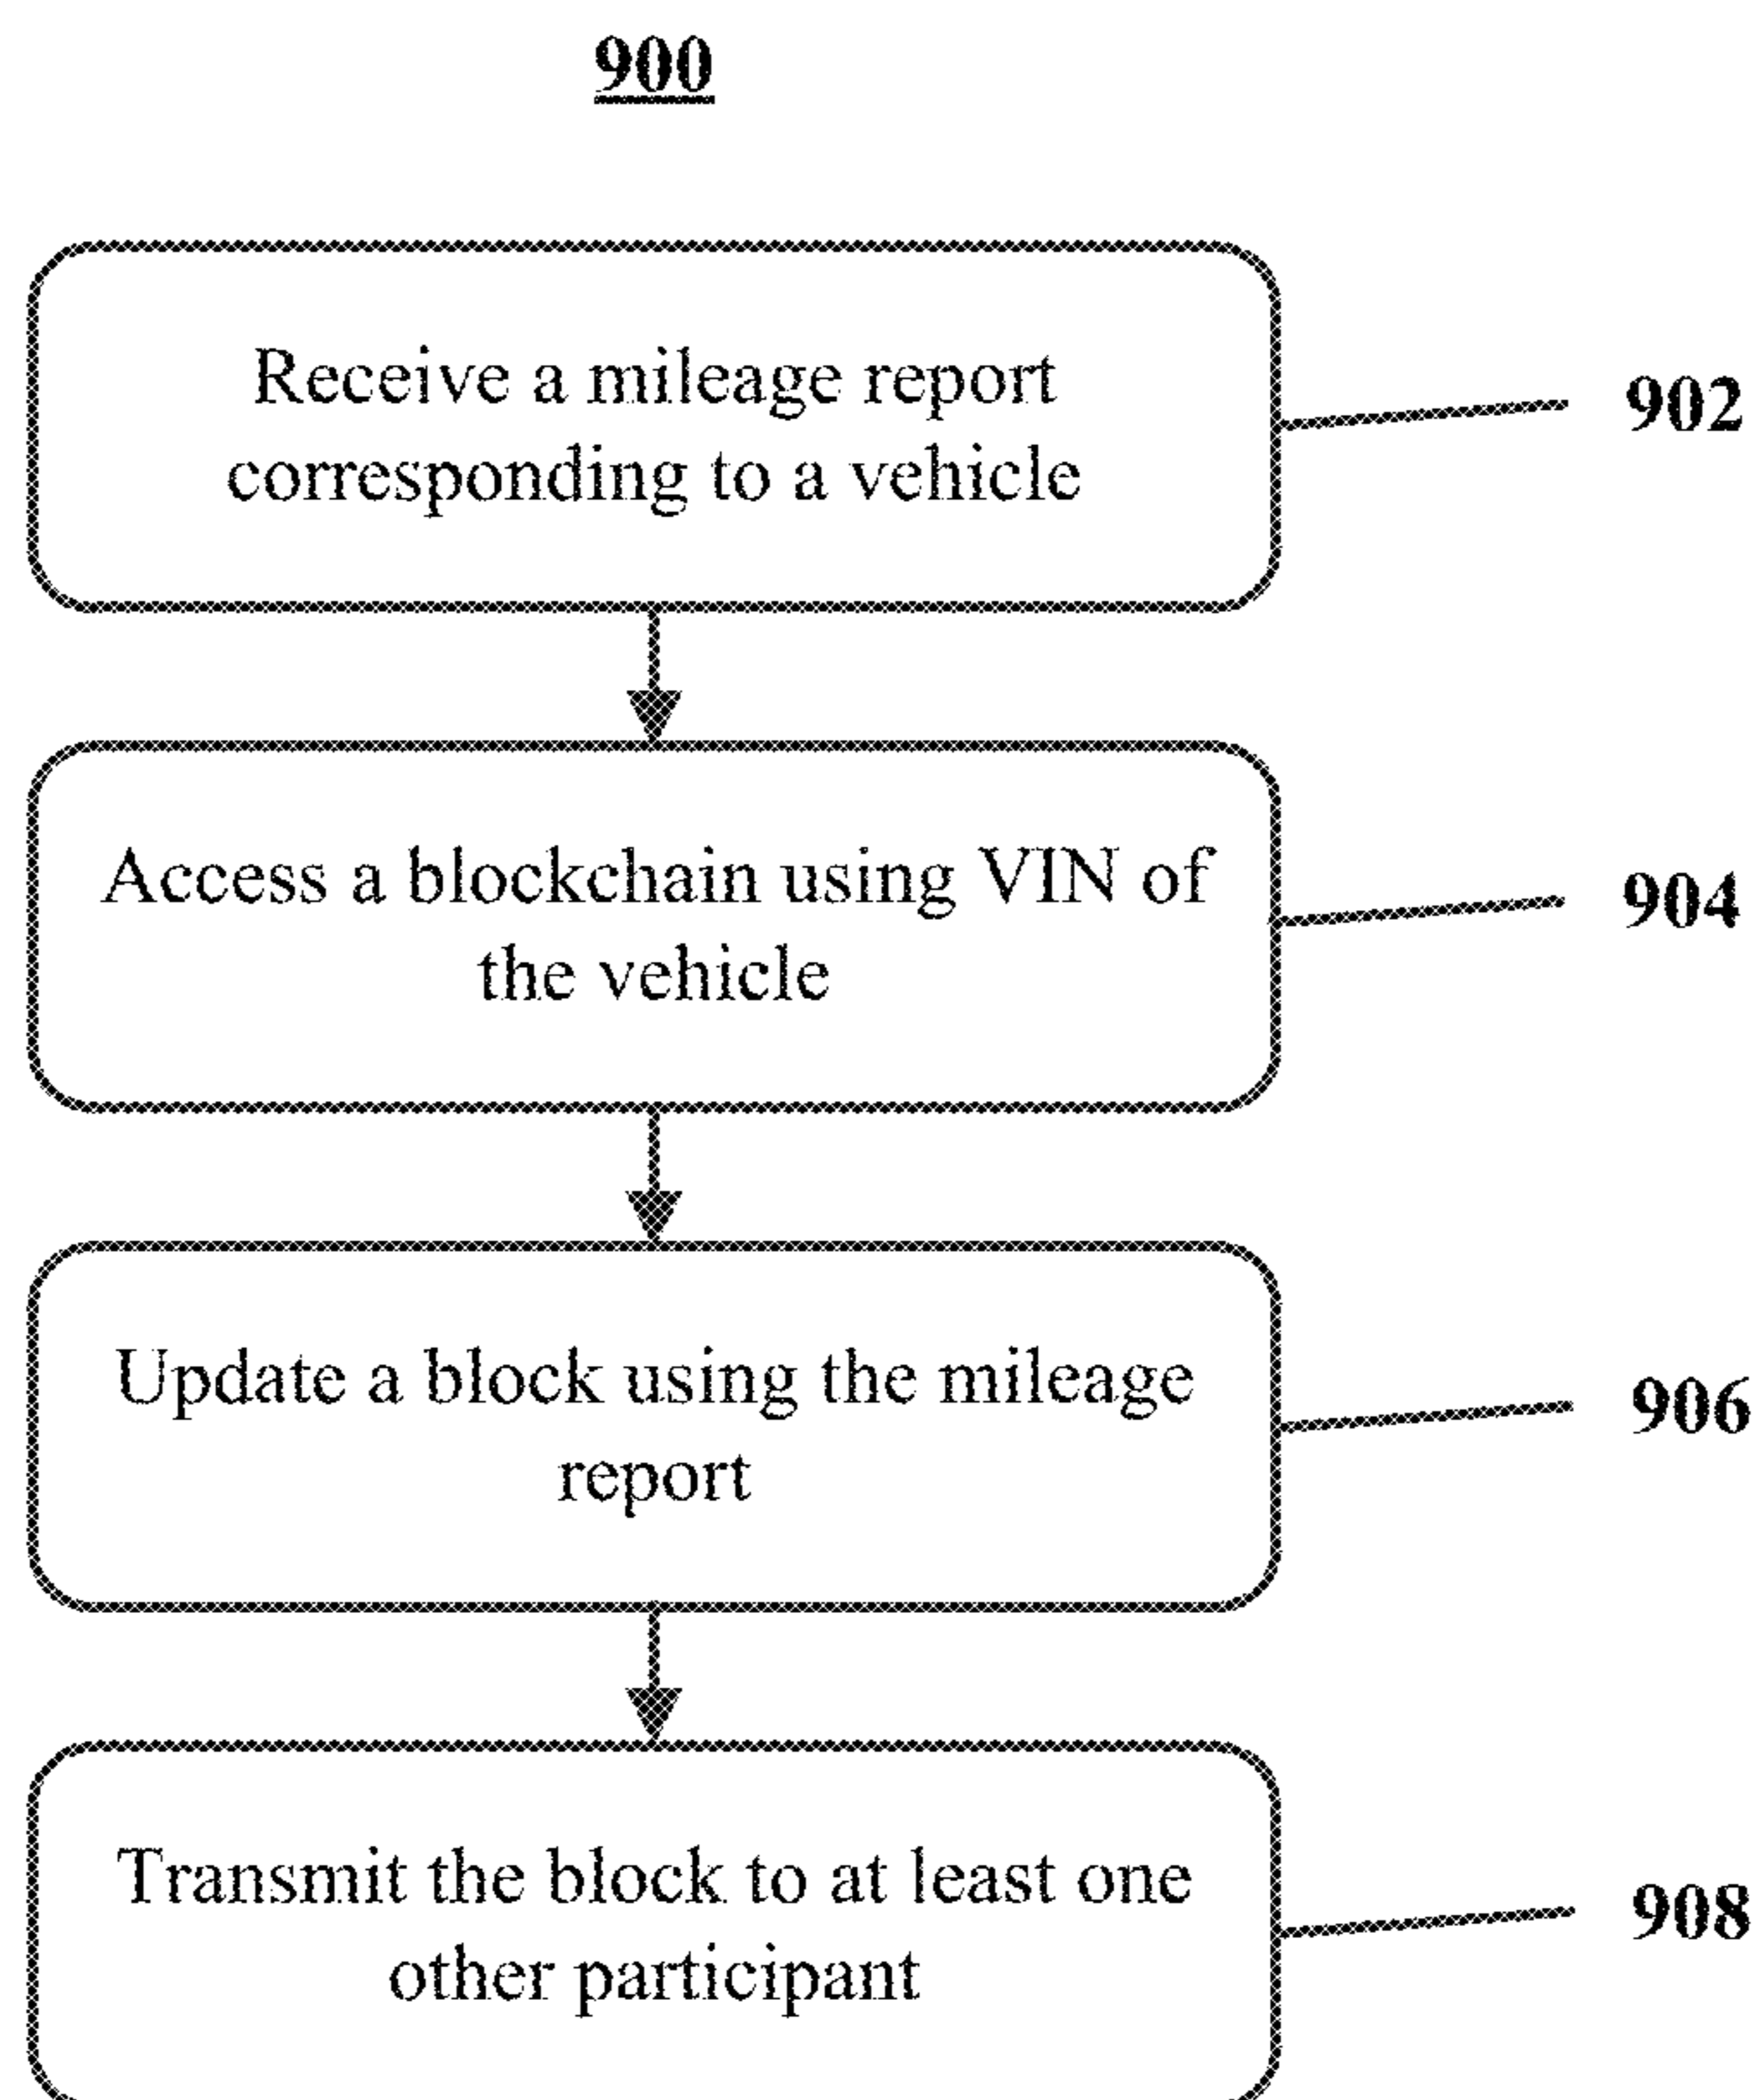 900
Receive a mileage report
corresponding to a vehicle
902
Access a blockchain using VIN of
the vehicle
904
Update a block using the mileage
report
906
Transmit the block to at least one
other participant
908